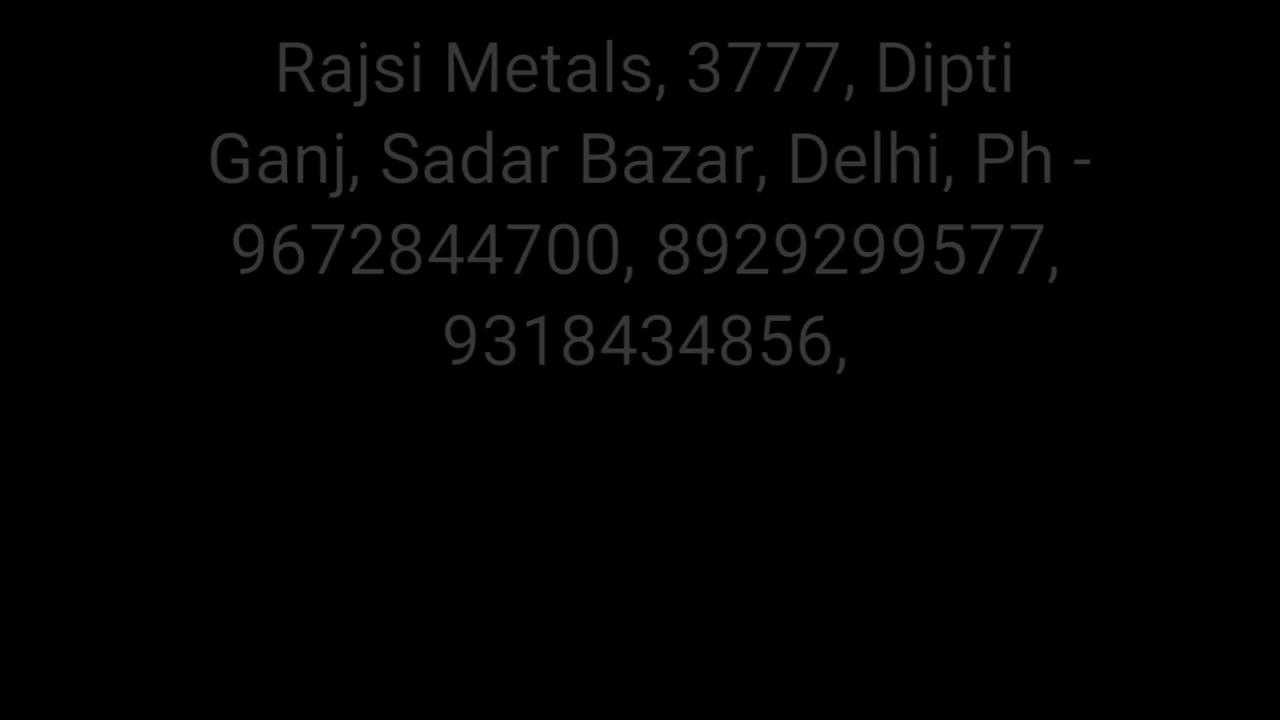 Rajsi Metals, 3777, Dipti
Ganj, Sadar Bazar, Delhi, Ph -
9672844700, 8929299577,
9318434856,